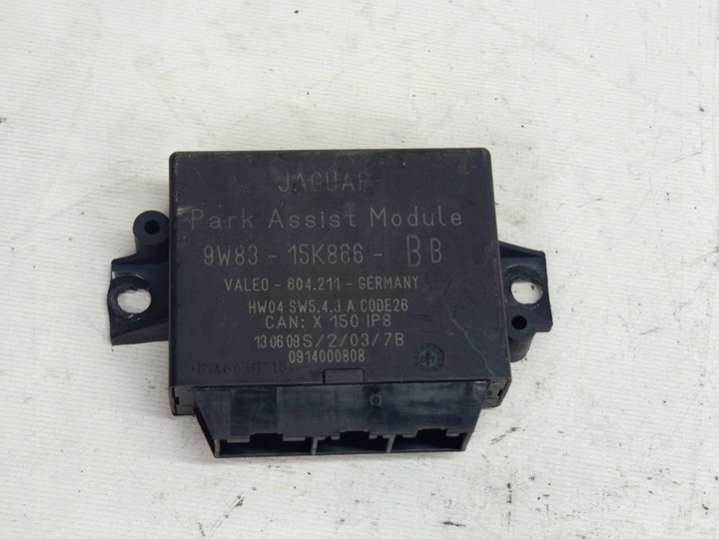 JAGUAR
Park Assist Module
9W83 - 15K866 - BB
VALEO - 604.211 - GERMANY
HW04 SW5.4.3 A CODE26
CAN: X 150 IP8
130609S/2/03/7B
0914000808